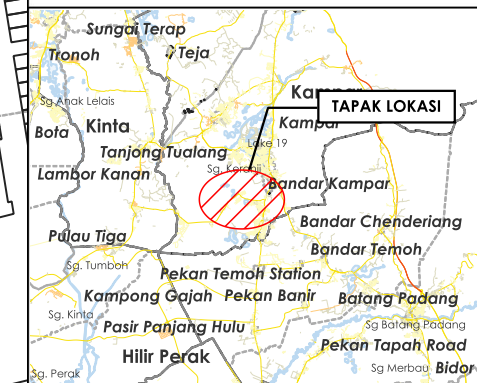 Sungai Terap
Tronoh
Teja
Sg. Anak Lelais
Kampar
TAPAK LOKASI
Bota
Kinta
Kampar
Lake 19
Tanjong Tualang
Sg. Keranji
Lambor Kanan
Bandar Kampar
Bandar Chenderiang
Pulau Tiga
Bandar Temoh
Sg. Tumboh
Pekan Temoh Station
Kampong Gajah
Pekan Banir
Batang Padang
Sg. Kinta
Sg Batang Padang
Pasir Panjang Hulu
Pekan Tapah Road
Hilir Perak
Sg Merbau
Bidor
Sg. Perak